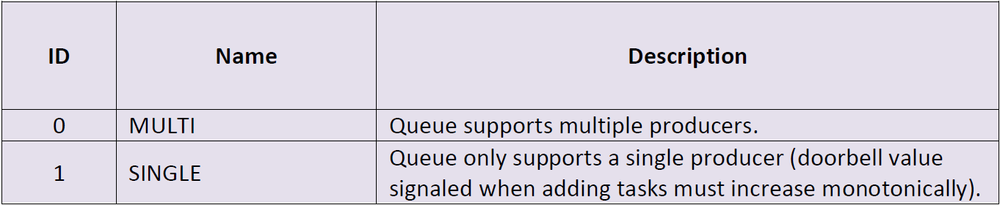 ID Name Description
0 MULTI Queue supports multiple producers.
1 SINGLE Queue only supports a single producer (doorbell value
signaled when adding tasks must increase monotonically).